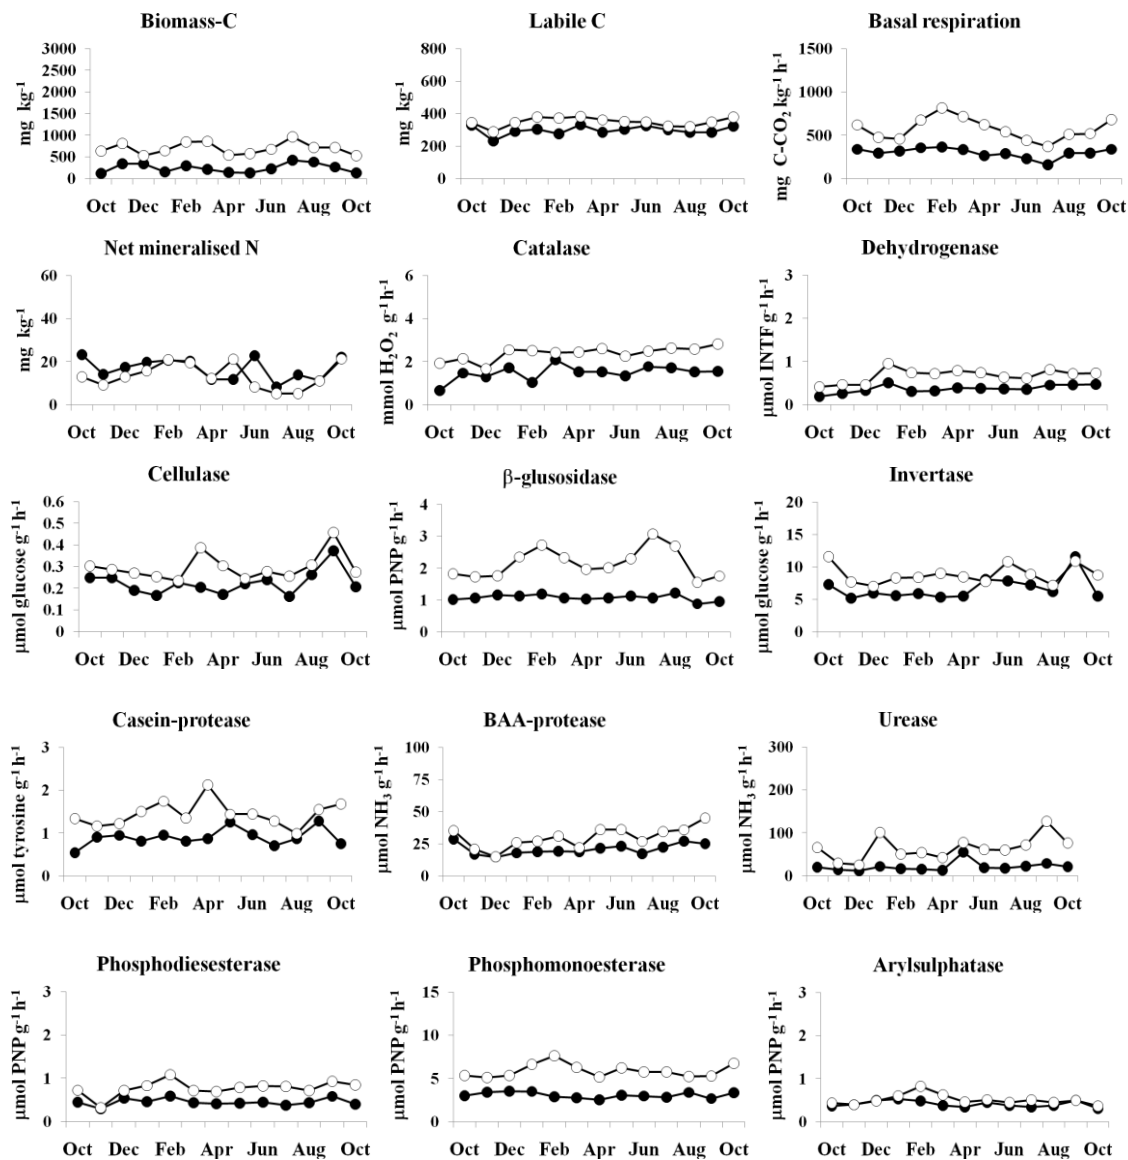 Biomass-C
3000
2500
2000
1500
1000
500
0
mg kg⁻¹
Oct Dec Feb Apr Jun Aug Oct
Labile C
800
600
400
200
0
mg kg⁻¹
Oct Dec Feb Apr Jun Aug Oct
Basal respiration
1500
1000
500
0
mg C-CO₂ kg⁻¹ h⁻¹
Oct Dec Feb Apr Jun Aug Oct
Net mineralised N
60
40
20
0
mg kg⁻¹
Oct Dec Feb Apr Jun Aug Oct
Catalase
6
4
2
0
mmol H₂O₂ g⁻¹ h⁻¹
Oct Dec Feb Apr Jun Aug Oct
Dehydrogenase
3
2
1
0
µmol INTF g⁻¹ h⁻¹
Oct Dec Feb Apr Jun Aug Oct
Cellulase
0.6
0.5
0.4
0.3
0.2
0.1
0
µmol glucose g⁻¹ h⁻¹
Oct Dec Feb Apr Jun Aug Oct
β-glusosidase
4
3
2
1
0
µmol PNP g⁻¹ h⁻¹
Oct Dec Feb Apr Jun Aug Oct
Invertase
20
15
10
5
0
µmol glucose g⁻¹ h⁻¹
Oct Dec Feb Apr Jun Aug Oct
Casein-protease
3
2
1
0
µmol tyrosine g⁻¹ h⁻¹
Oct Dec Feb Apr Jun Aug Oct
BAA-protease
100
75
50
25
0
µmol NH₃ g⁻¹ h⁻¹
Oct Dec Feb Apr Jun Aug Oct
Urease
300
200
100
0
µmol NH₃ g⁻¹ h⁻¹
Oct Dec Feb Apr Jun Aug Oct
Phosphodiesesterase
3
2
1
0
µmol PNP g⁻¹ h⁻¹
Oct Dec Feb Apr Jun Aug Oct
Phosphomonoesterase
15
10
5
0
µmol PNP g⁻¹ h⁻¹
Oct Dec Feb Apr Jun Aug Oct
Arylsulphatase
3
2
1
0
µmol PNP g⁻¹ h⁻¹
Oct Dec Feb Apr Jun Aug Oct